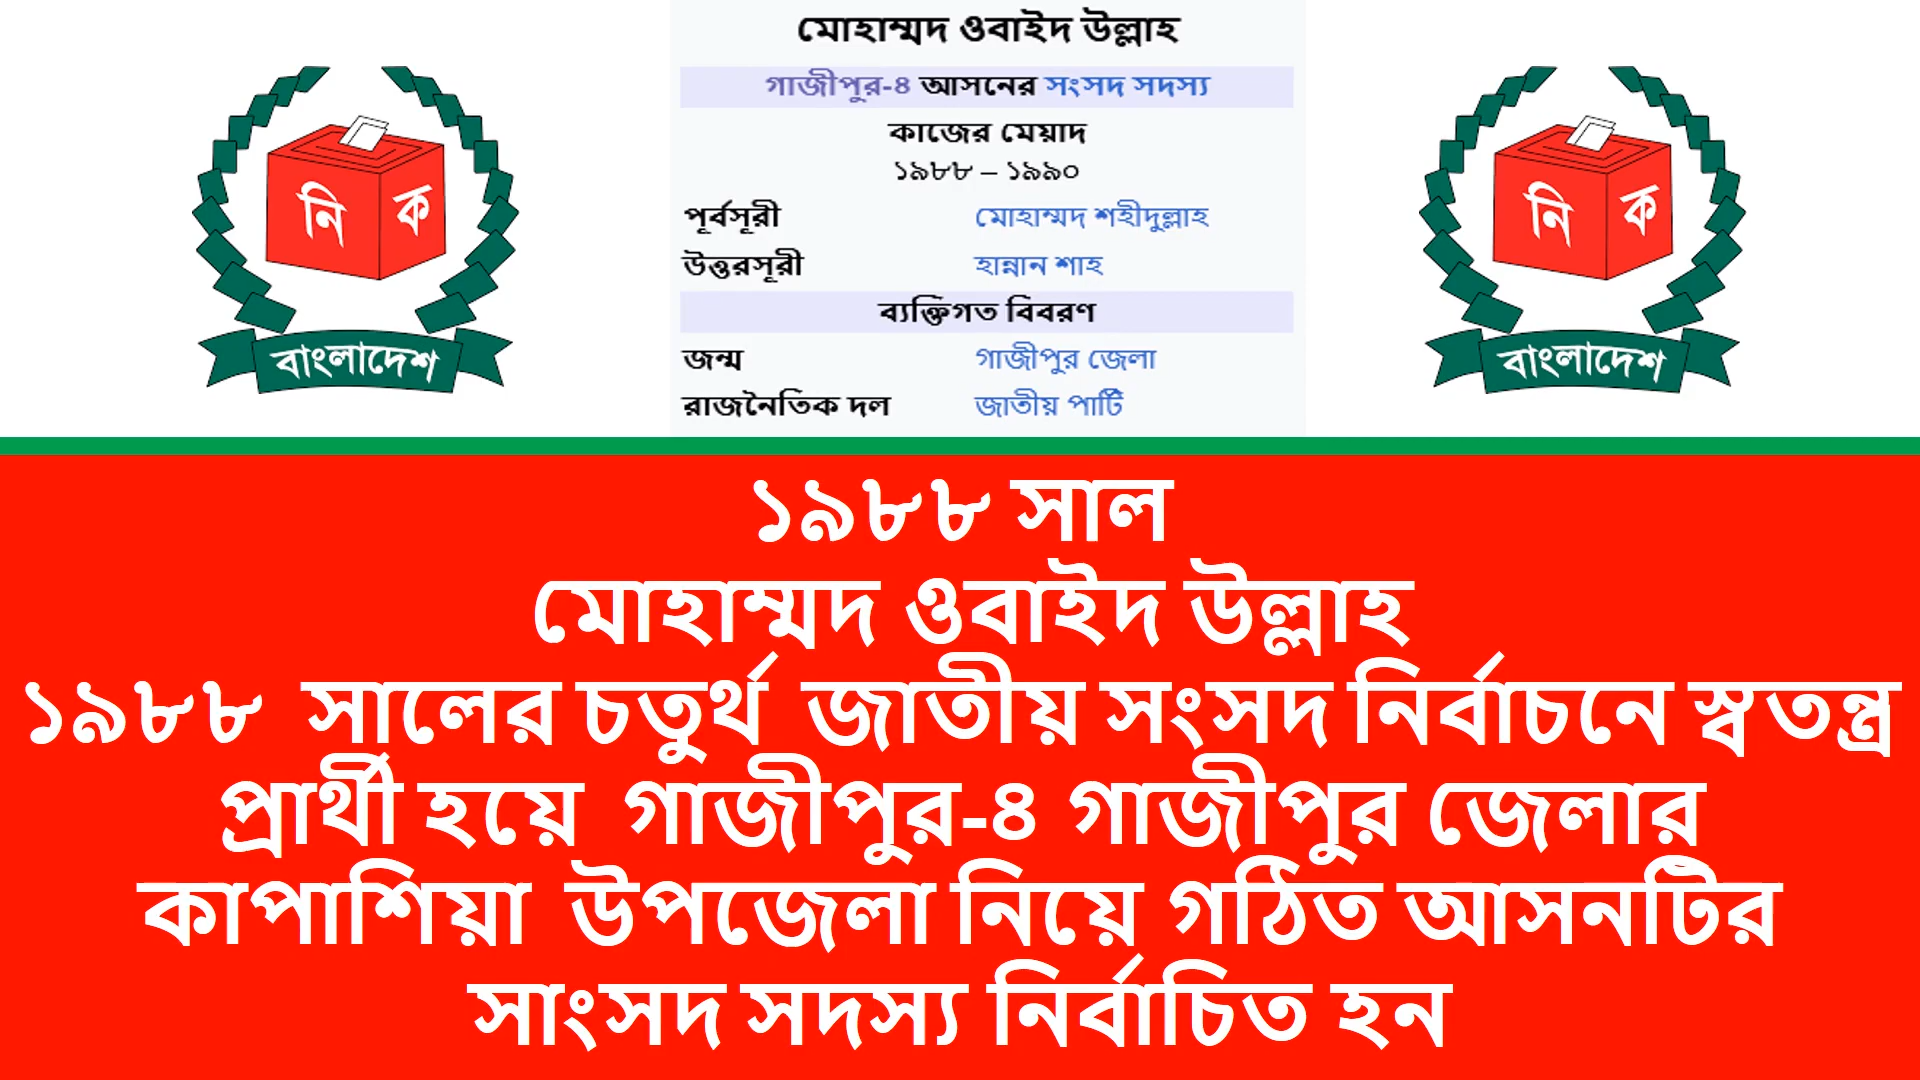 মোহাম্মদ ওবাইদ উল্লাহ
গাজীপুর-৪ আসনের সংসদ সদস্য
কাজের মেয়াদ
১৯৮৮ – ১৯৯০
পূর্বসূরী মোহাম্মদ শহীদুল্লাহ
উত্তরসূরী হান্নান শাহ
ব্যক্তিগত বিবরণ
জন্ম গাজীপুর জেলা
রাজনৈতিক দল জাতীয় পার্টি
নি ক
বাংলাদেশ
নি ক
বাংলাদেশ
১৯৮৮ সাল
মোহাম্মদ ওবাইদ উল্লাহ
১৯৮৮ সালের চতুর্থ জাতীয় সংসদ নির্বাচনে স্বতন্ত্র
প্রার্থী হয়ে গাজীপুর-৪ গাজীপুর জেলার
কাপাশিয়া উপজেলা নিয়ে গঠিত আসনটির
সাংসদ সদস্য নির্বাচিত হন